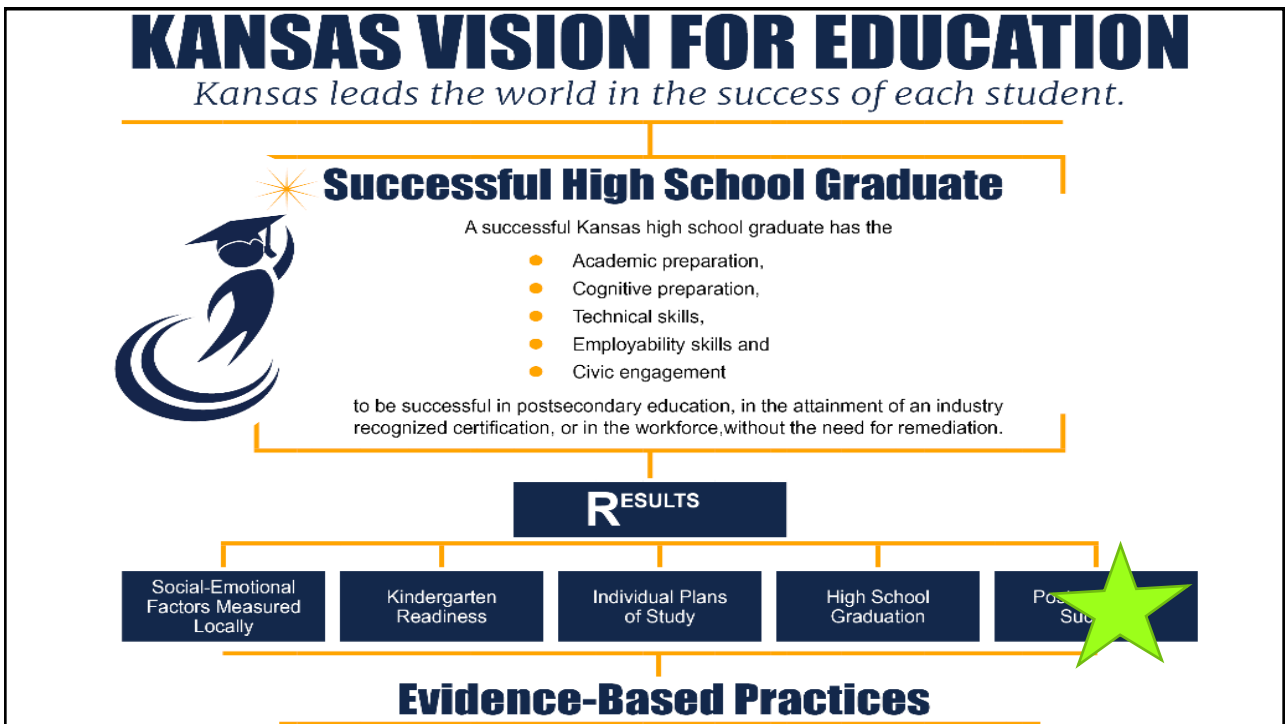 KANSAS VISION FOR EDUCATION
Kansas leads the world in the success of each student.
Successful High School Graduate
A successful Kansas high school graduate has the
Academic preparation,
Cognitive preparation,
Technical skills,
Employability skills and
Civic engagement
to be successful in postsecondary education, in the attainment of an industry
recognized certification, or in the workforce,without the need for remediation.
RESULTS
Social-Emotional
Factors Measured
Locally
Kindergarten
Readiness
Individual Plans
of Study
High School
Graduation
Evidence-Based Practices